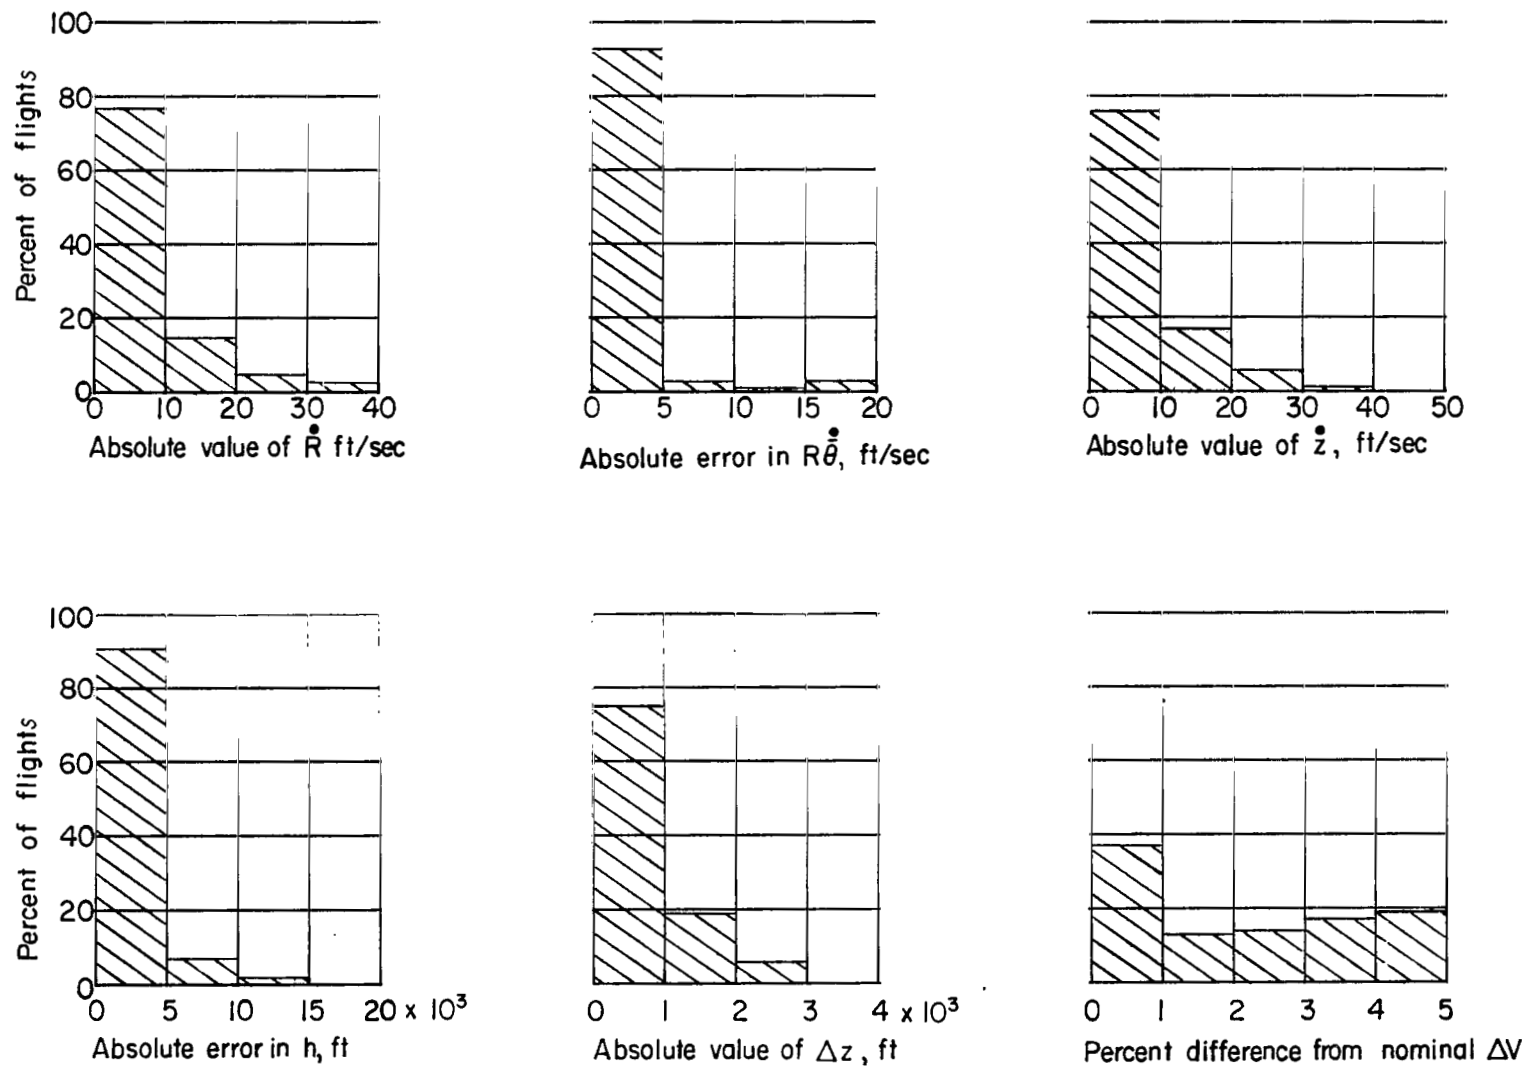 100
80
60
40
20
0
Percent of flights
0 10 20 30 40
Absolute value of Ṙ ft/sec
0 5 10 15 20
Absolute error in Rθ̇, ft/sec
0 10 20 30 40 50
Absolute value of ż, ft/sec
100
80
60
40
20
0
Percent of flights
0 5 10 15 20 x 10³
Absolute error in h, ft
0 1 2 3 4 x 10³
Absolute value of Δz, ft
0 1 2 3 4 5
Percent difference from nominal ΔV